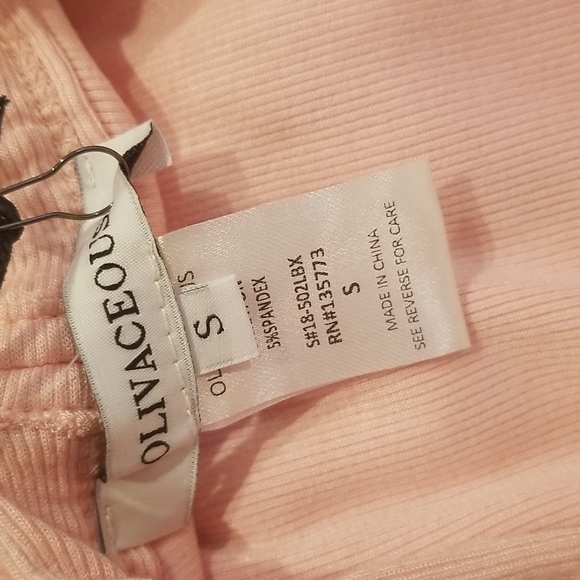 OLIVACEOUS
S
5%SPANDEX
S#18-502LBX
RN#135773
S
MADE IN CHINA
SEE REVERSE FOR CARE